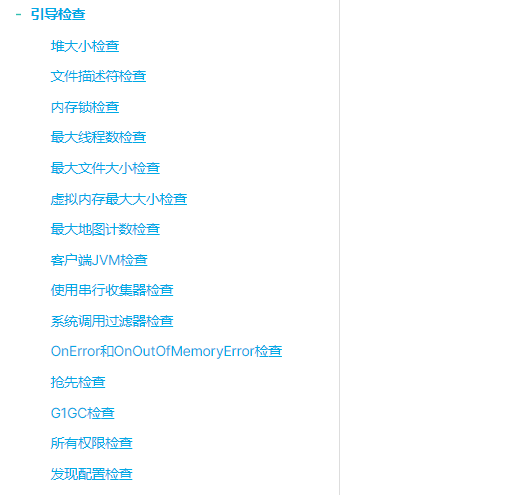 - 引导检查
堆大小检查
文件描述符检查
内存锁检查
最大线程数检查
最大文件大小检查
虚拟内存最大大小检查
最大地图计数检查
客户端JVM检查
使用串行收集器检查
系统调用过滤器检查
OnError和OnOutOfMemoryError检查
抢先检查
G1GC检查
所有权限检查
发现配置检查